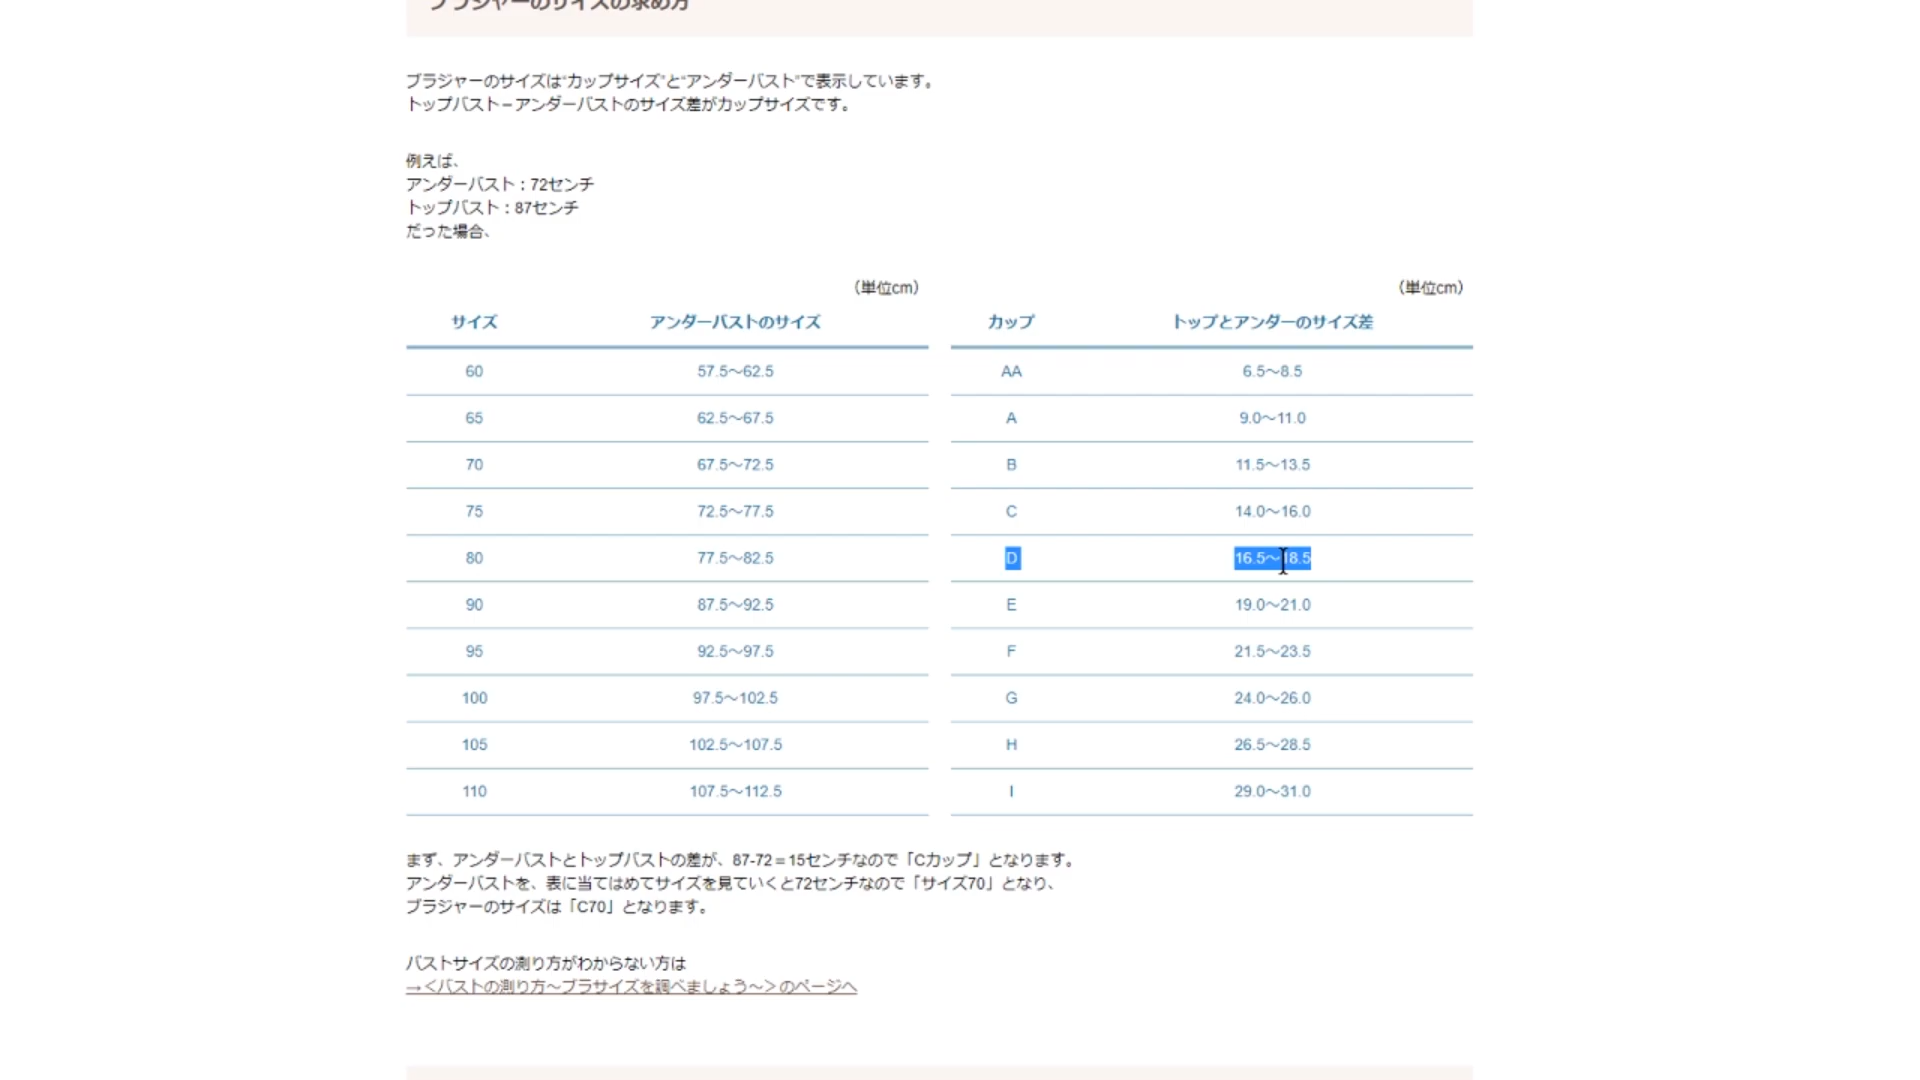 ブラジャーのサイズの求め方
ブラジャーのサイズは“カップサイズ”と“アンダーバスト”で表示しています。
トップバスト－アンダーバストのサイズ差がカップサイズです。
例えば、
アンダーバスト：72センチ
トップバスト：87センチ
だった場合、
（単位cm）
サイズ アンダーバストのサイズ
60 57.5～62.5
65 62.5～67.5
70 67.5～72.5
75 72.5～77.5
80 77.5～82.5
90 87.5～92.5
95 92.5～97.5
100 97.5～102.5
105 102.5～107.5
110 107.5～112.5
（単位cm）
カップ トップとアンダーのサイズ差
AA 6.5～8.5
A 9.0～11.0
B 11.5～13.5
C 14.0～16.0
D 16.5～18.5
E 19.0～21.0
F 21.5～23.5
G 24.0～26.0
H 26.5～28.5
I 29.0～31.0
まず、アンダーバストとトップバストの差が、87-72＝15センチなので「Cカップ」となります。
アンダーバストを、表に当てはめてサイズを見ていくと72センチなので「サイズ70」となり、
ブラジャーのサイズは「C70」となります。
バストサイズの測り方がわからない方は
→＜バストの測り方～ブラサイズを調べましょう～＞のページへ